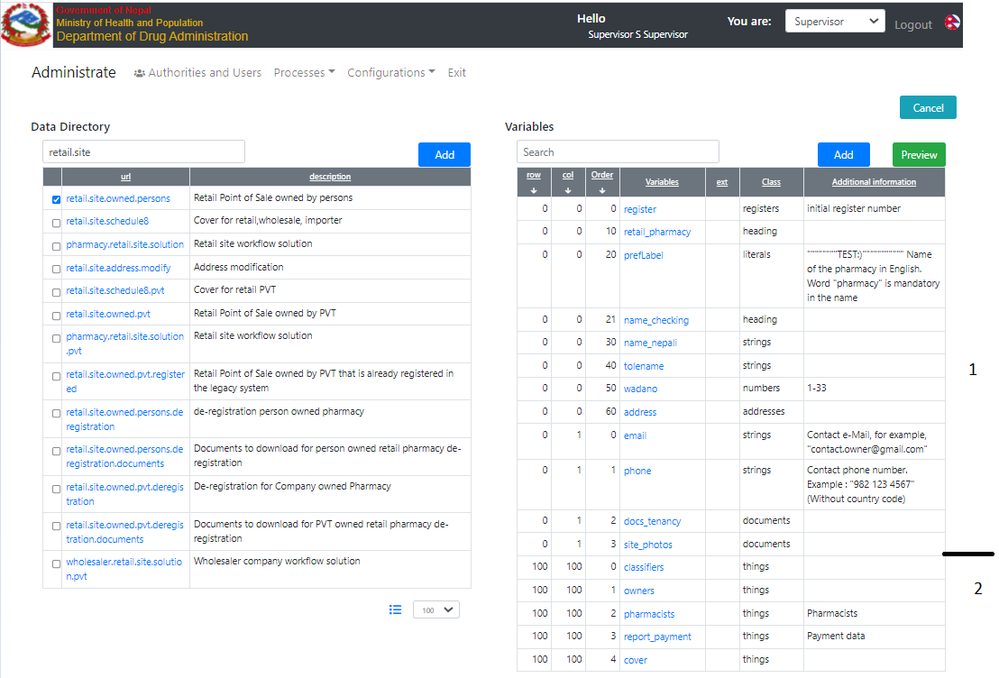 Government of Nepal
Ministry of Health and Population
Department of Drug Administration
Hello
Supervisor S Supervisor
You are:
Supervisor
Logout
Administrate
Authorities and Users
Processes
Configurations
Exit
Cancel
Data Directory
retail.site
Add
url description
retail.site.owned.persons Retail Point of Sale owned by persons
retail.site.schedule8 Cover for retail,wholesale, importer
pharmacy.retail.site.solution Retail site workflow solution
retail.site.address.modify Address modification
retail.site.schedule8.pvt Cover for retail PVT
retail.site.owned.pvt Retail Point of Sale owned by PVT
pharmacy.retail.site.solution Retail site workflow solution
.pvt
retail.site.owned.pvt.register Retail Point of Sale owned by PVT that is already registered in
ed the legacy system
retail.site.owned.persons.de de-registration person owned pharmacy
registration
retail.site.owned.persons.de Documents to download for person owned retail pharmacy de-
registration.documents registration
retail.site.owned.pvt.deregis De-registration for Company owned Pharmacy
tration
retail.site.owned.pvt.deregis Documents to download for PVT owned retail pharmacy de-
tration.documents registration
wholesaler.retail.site.solutio Wholesaler company workflow solution
n.pvt
100
Variables
Search
Add
Preview
row col Order Variables ext Class Additional information
0 0 0 register registers initial register number
0 0 10 retail_pharmacy heading
0 0 20 prefLabel literals """"""""""TEST:)"""""""""""""" Name
of the pharmacy in English.
Word "pharmacy" is mandatory
in the name
0 0 21 name_checking heading
0 0 30 name_nepali strings
0 0 40 tolename strings
0 0 50 wadano numbers 1-33
0 0 60 address addresses
0 1 0 email strings Contact e-Mail, for example,
"contact.owner@gmail.com"
0 1 1 phone strings Contact phone number.
Example : "982 123 4567"
(Without country code)
0 1 2 docs_tenancy documents
0 1 3 site_photos documents
100 100 0 classifiers things
100 100 1 owners things
100 100 2 pharmacists things Pharmacists
100 100 3 report_payment things Payment data
100 100 4 cover things
1
2